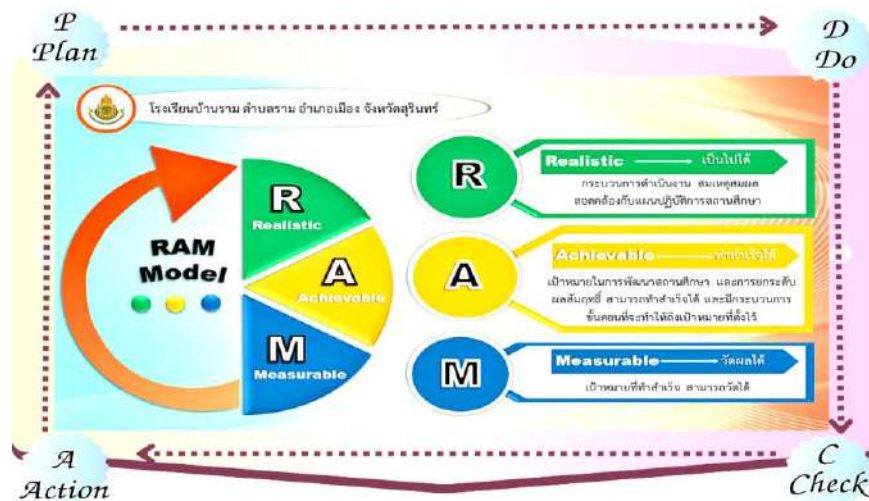 P
Plan
D
Do
โรงเรียนบ้านราม ตำบลราม อำเภอเมือง จังหวัดสุรินทร์
RAM
Model
R
Realistic
A
Achievable
M
Measurable
R
Realistic เป็นไปได้
กระบวนการดำเนินงาน สมเหตุสมผล
สอดคล้องกับแผนปฏิบัติการสถานศึกษา
A
Achievable ทำสำเร็จได้
เป้าหมายในการพัฒนาสถานศึกษา และการยกระดับ
ผลสัมฤทธิ์ สามารถทำสำเร็จได้ และมีกระบวนการ
ขั้นตอนที่จะทำให้ถึงเป้าหมายที่ตั้งไว้
M
Measurable วัดผลได้
เป้าหมายที่ทำสำเร็จ สามารถวัดได้
A
Action
C
Check